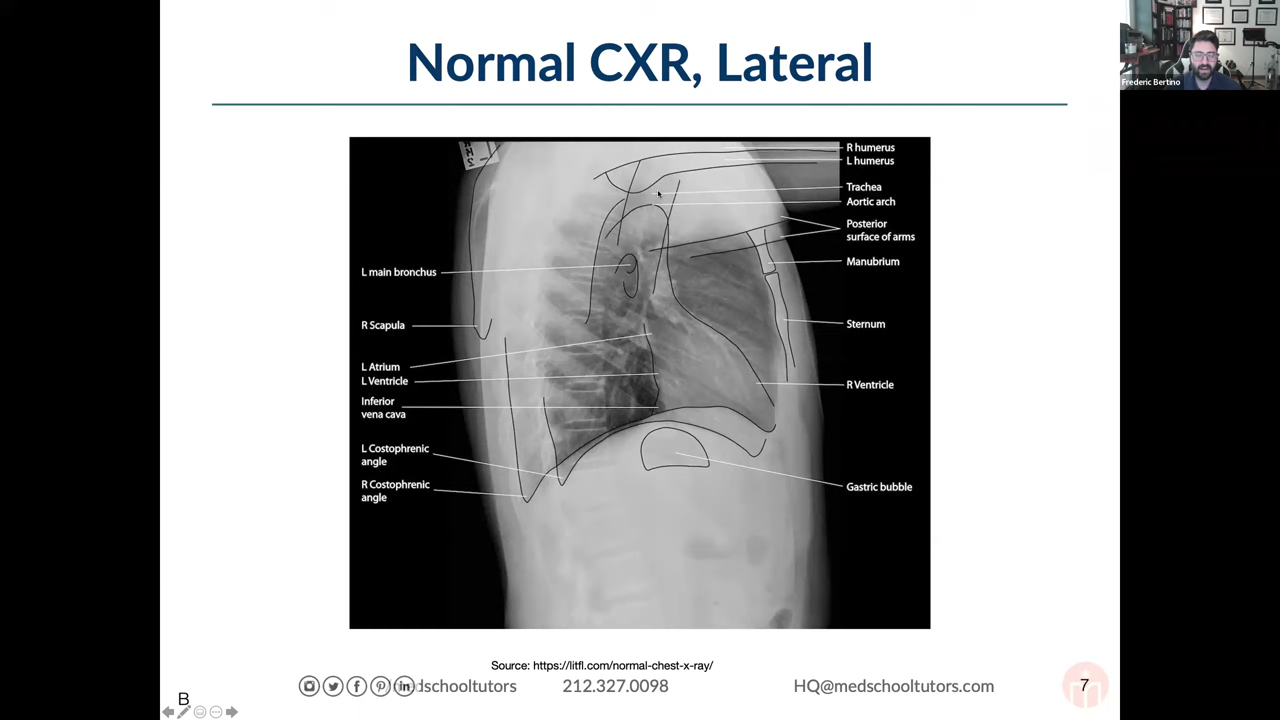 Normal CXR, Lateral
Frederic Bertino
R humerus
L humerus
Trachea
Aortic arch
Posterior
surface of arms
Manubrium
Sternum
R Ventricle
Gastric bubble
L main bronchus
R Scapula
L Atrium
L Ventricle
Inferior
vena cava
L Costophrenic
angle
R Costophrenic
angle
Source: https://litfl.com/normal-chest-x-ray/
212.327.0098
HQ@medschooltutors.com
7
B